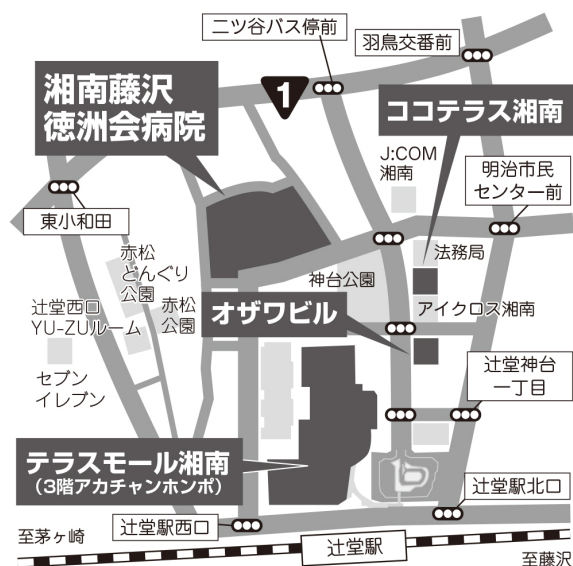 二ツ谷バス停前
羽鳥交番前
湘南藤沢
徳洲会病院
1
ココテラス湘南
J:COM
湘南
明治市民
センター前
東小和田
法務局
赤松
どんぐり
公園
神台公園
赤松
公園
オザワビル
アイクロス湘南
辻堂西口
YU-ZUルーム
セブン
イレブン
辻堂神台
一丁目
テラスモール湘南
(3階アカチャンホンポ)
辻堂駅北口
辻堂駅西口
至茅ヶ崎
辻堂駅
至藤沢